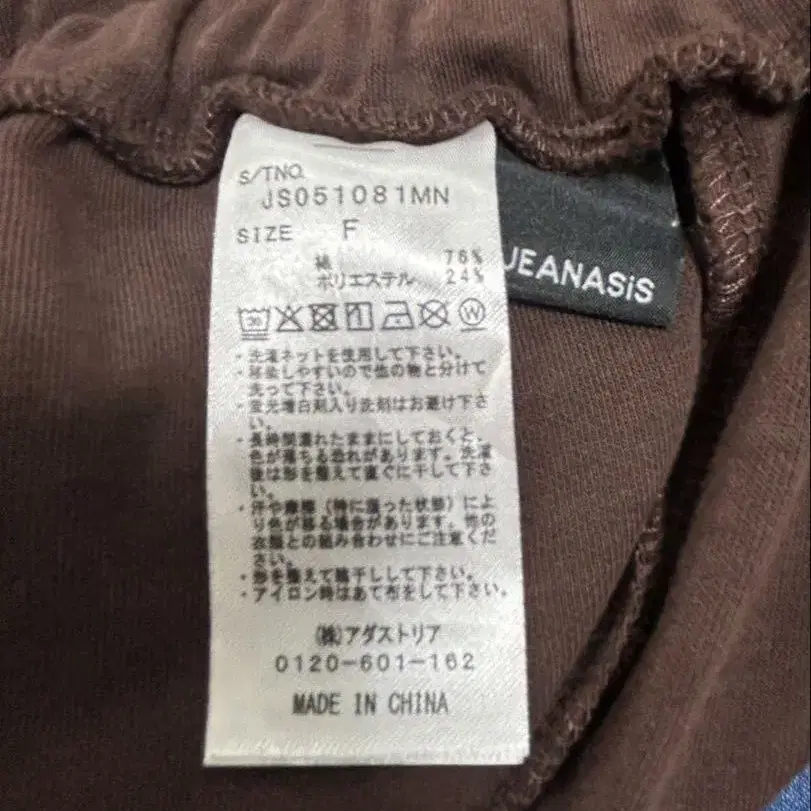 S/TNO.
JS051081MN
SIZE F
綿 76%
ポリエステル 24%
30 W
JEANASiS
・洗濯ネットを使用して下さい。
・移染しやすいので他の物と分けて
洗って下さい。
・蛍光増白剤入り洗剤はお避け下さ
い。
・長時間濡れたままにしておくと、
色が落ちる恐れがあります。洗濯
後は形を整えて直ぐに干して下さ
い。
・汗や摩擦(特に湿った状態)によ
り色が移る場合があります。他の
衣類との組み合わせにご注意くだ
さい。
・形を整えて陰干しして下さい。
・アイロン時はあて布をして下さい。
(株)アダストリア
0120-601-162
MADE IN CHINA